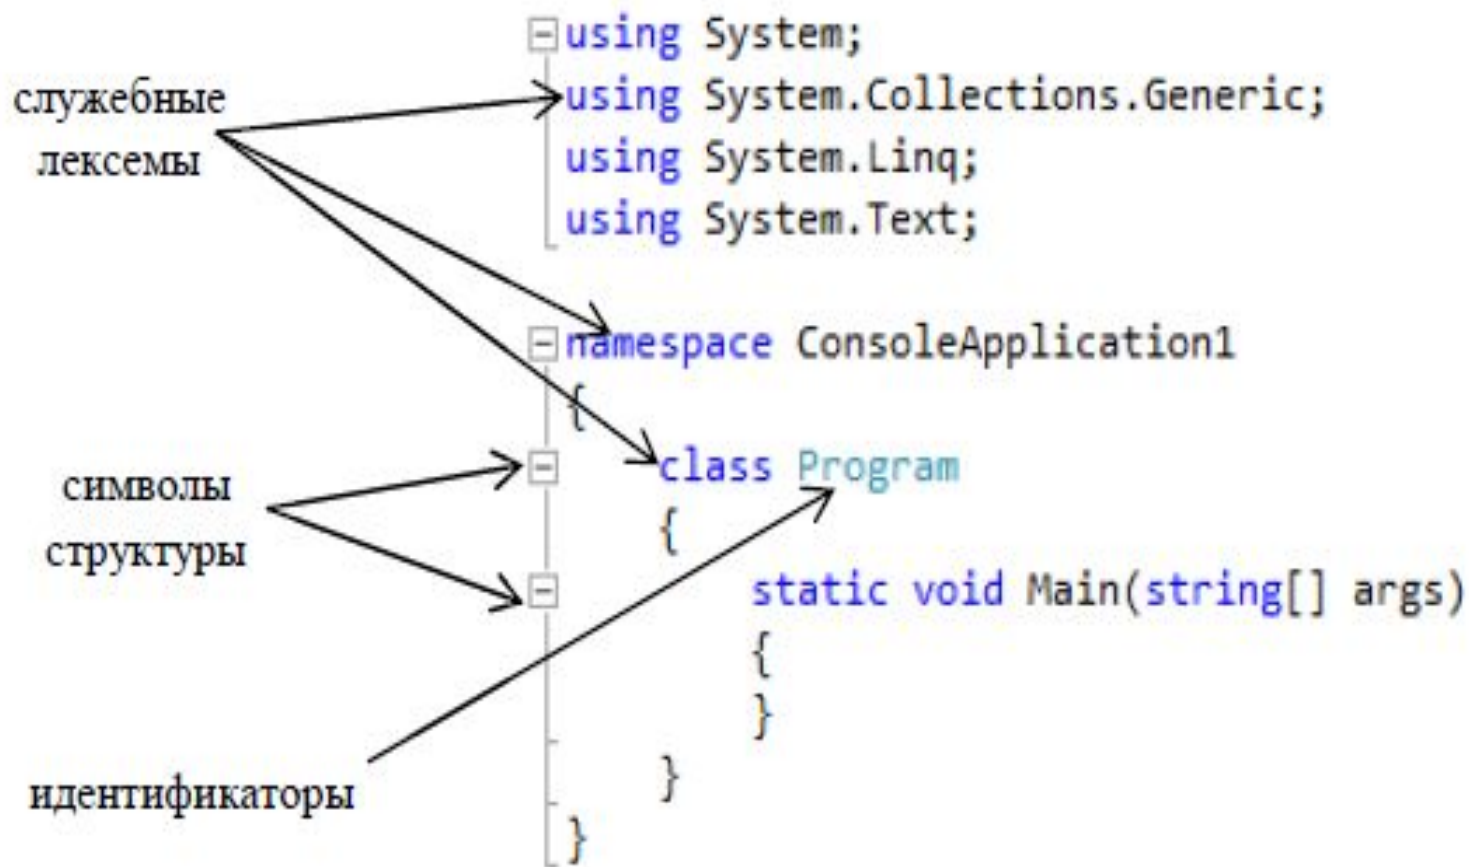 using System;
using System.Collections.Generic;
using System.Linq;
using System.Text;
служебные
лексемы
namespace ConsoleApplication1
{
class Program
{
символы
структуры
static void Main(string[] args)
{
}
}
}
идентификаторы